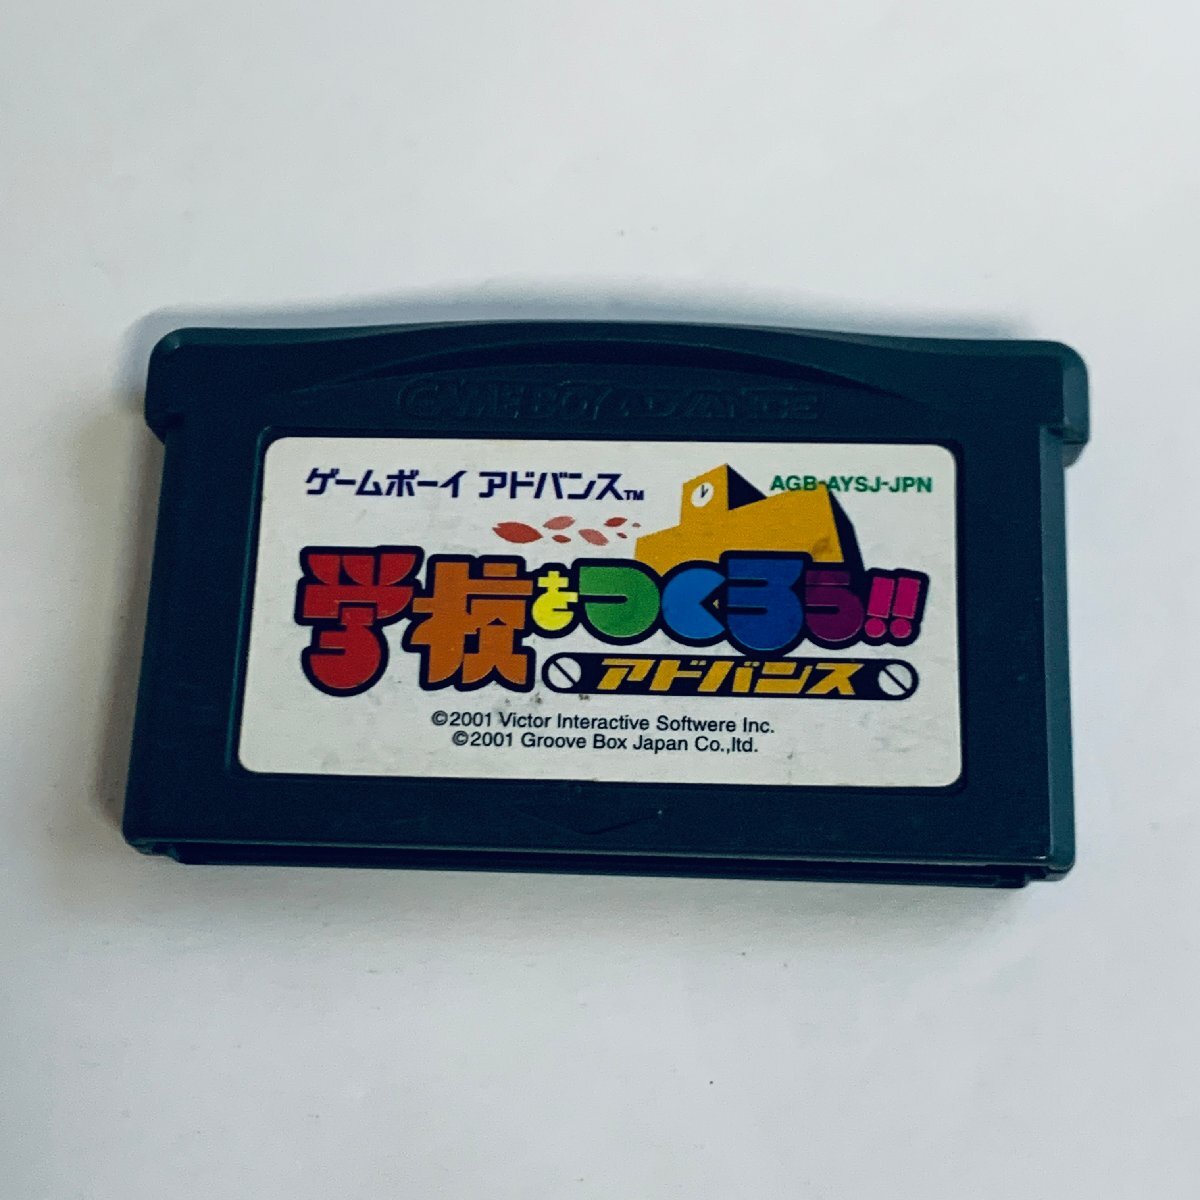 GAME BOY ADVANCE
ゲームボーイ アドバンス™
AGB-AYSJ-JPN
学校をつくろう!!
アドバンス
©2001 Victor Interactive Softwere Inc.
©2001 Groove Box Japan Co.,ltd.